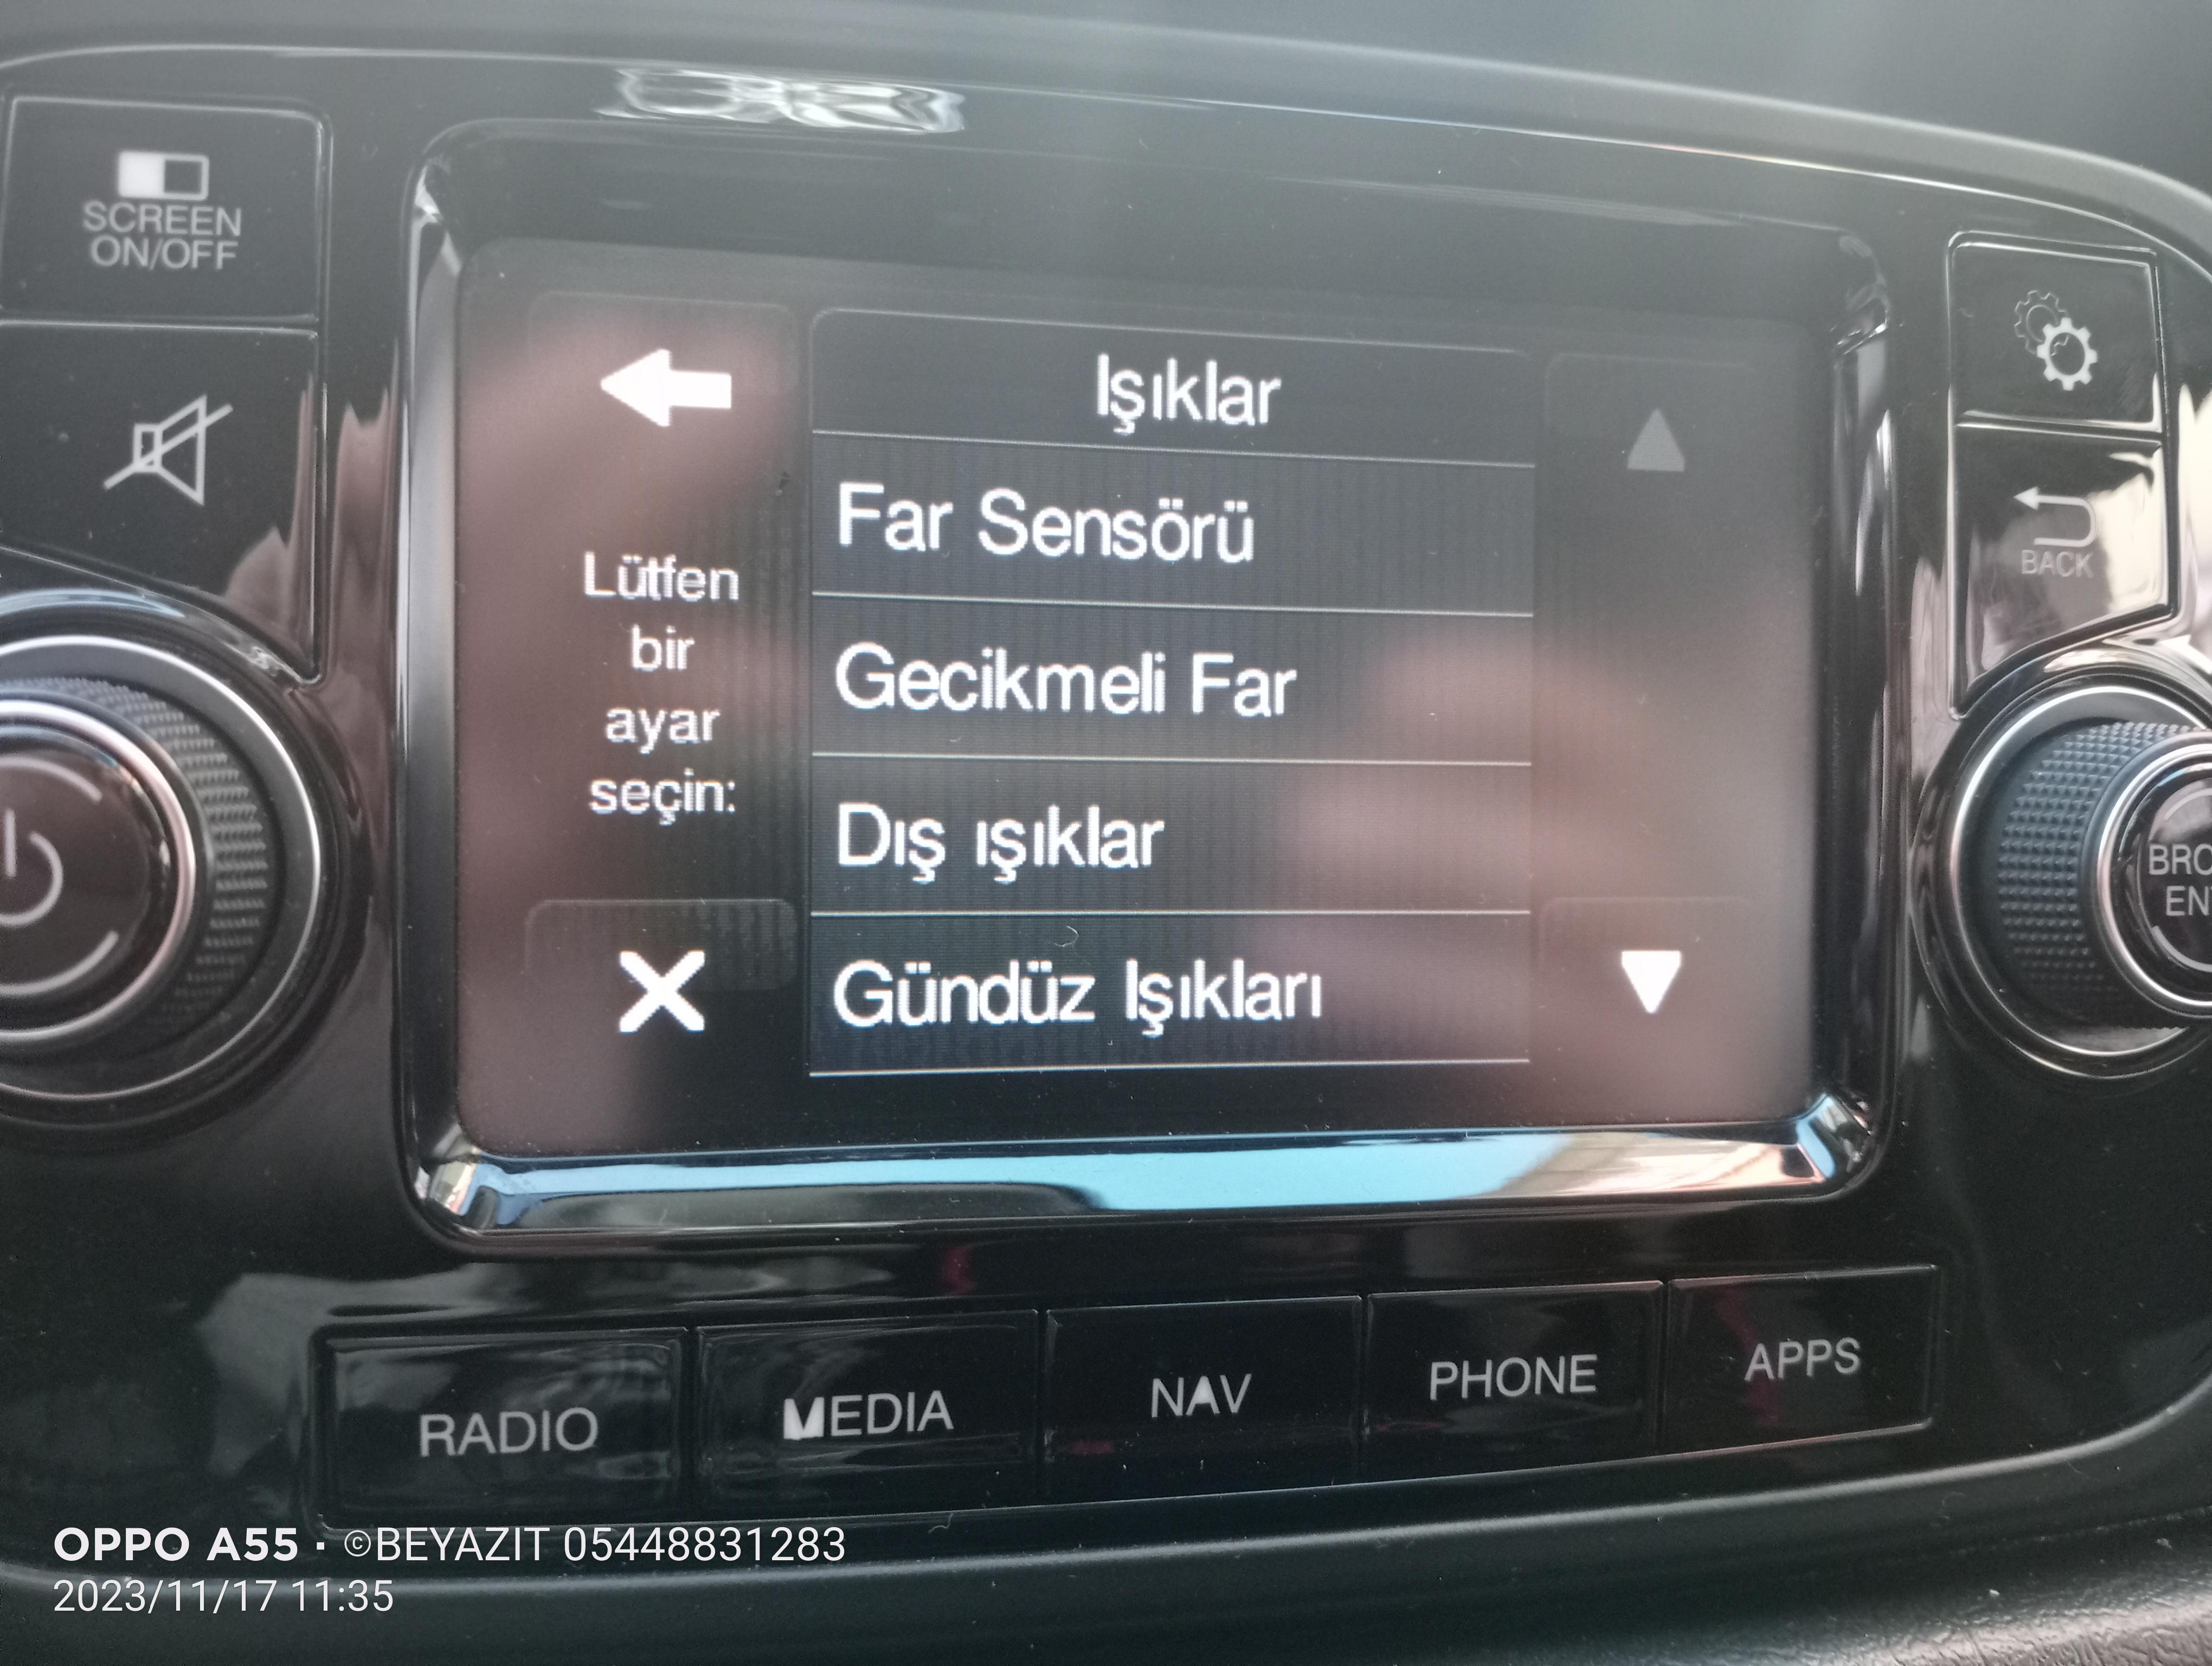 SCREEN
ON/OFF
Işıklar
Far Sensörü
Gecikmeli Far
Dış ışıklar
Gündüz Işıkları
Lütfen
bir
ayar
seçin:
BACK
RADIO
MEDIA
NAV
PHONE
APPS
OPPO A55 · ©BEYAZIT 05448831283
2023/11/17 11:35